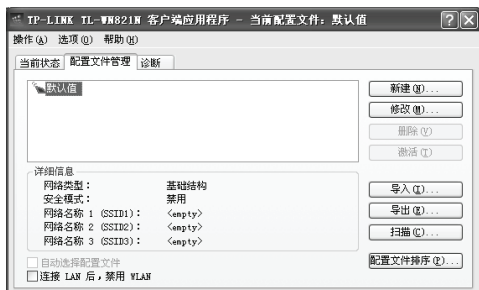 TP-LINK TL-WN821N 客户端应用程序 - 当前配置文件: 默认值
操作(A) 选项(O) 帮助(H)
当前状态 配置文件管理 诊断
默认值
新建(N)...
修改(M)...
删除(V)
激活(T)
详细信息
网络类型: 基础结构
安全模式: 禁用
网络名称 1 (SSID1): <empty>
网络名称 2 (SSID2): <empty>
网络名称 3 (SSID3): <empty>
导入(I)...
导出(E)...
扫描(C)...
自动选择配置文件
连接 LAN 后,禁用 WLAN
配置文件排序(P)...